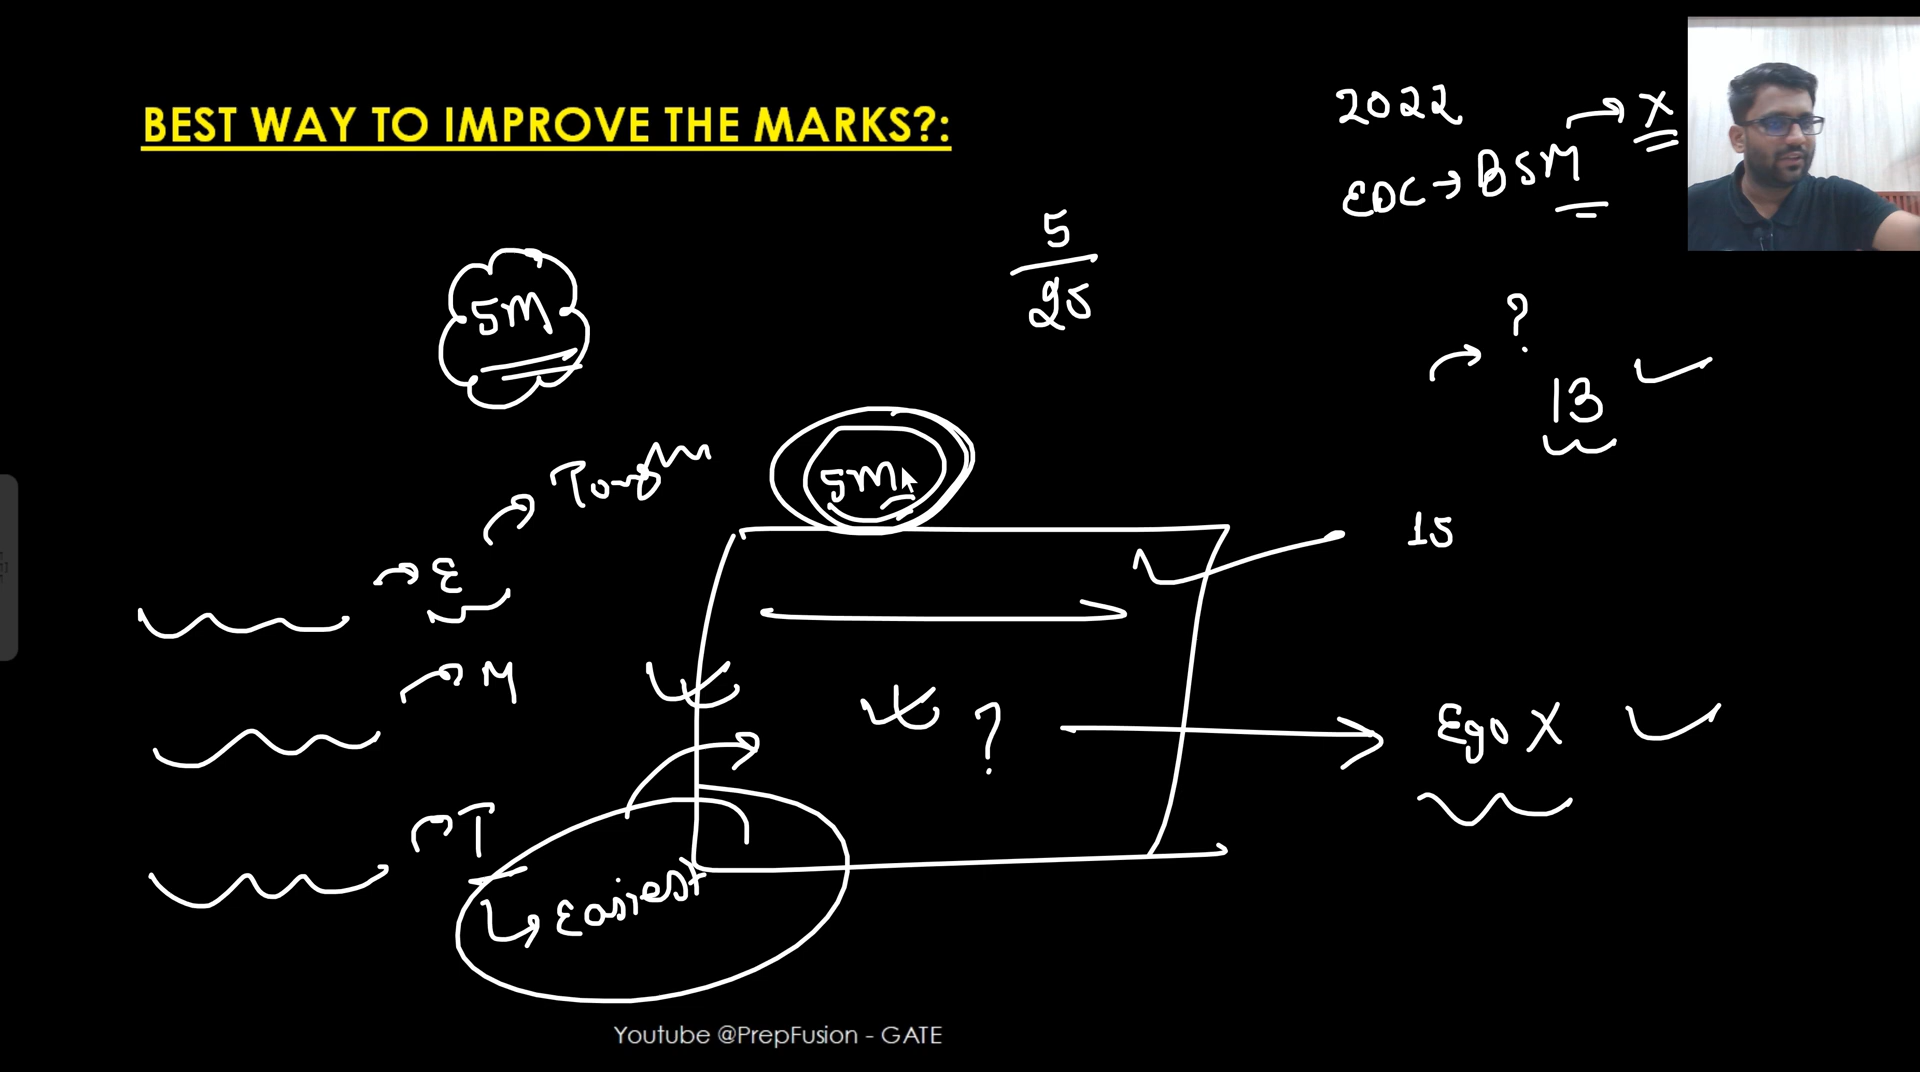 BEST WAY TO IMPROVE THE MARKS?:
2022
X
EDC → BSM
5
25
5M
?
13
5M
Tough
15
E
M
?
Ego X
T
Easiest
Youtube @PrepFusion - GATE